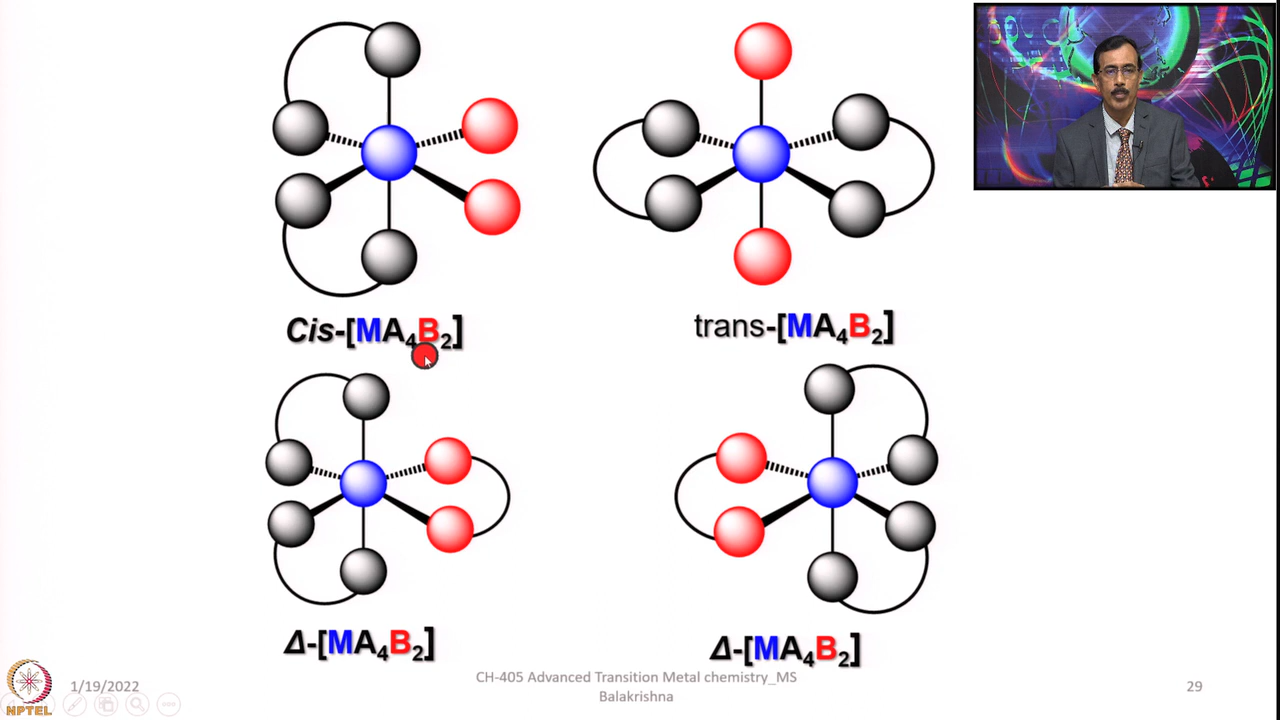 Cis-[MA₄B₂]
trans-[MA₄B₂]
Δ-[MA₄B₂]
Δ-[MA₄B₂]
NPTEL
1/19/2022
CH-405 Advanced Transition Metal chemistry_MS
Balakrishna
29